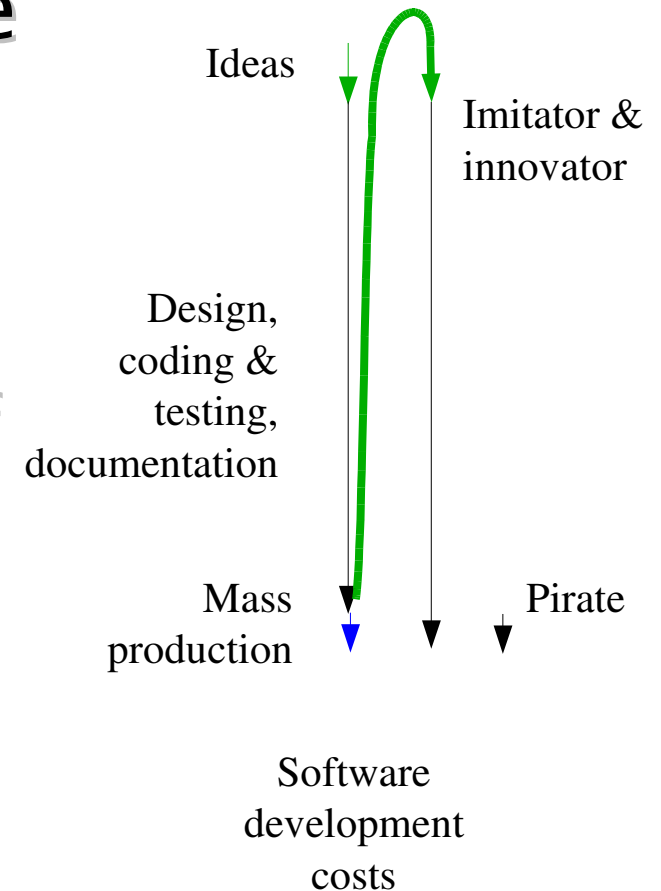 Ideas
Imitator &
innovator
Design,
coding &
testing,
documentation
Mass
production
Pirate
Software
development
costs